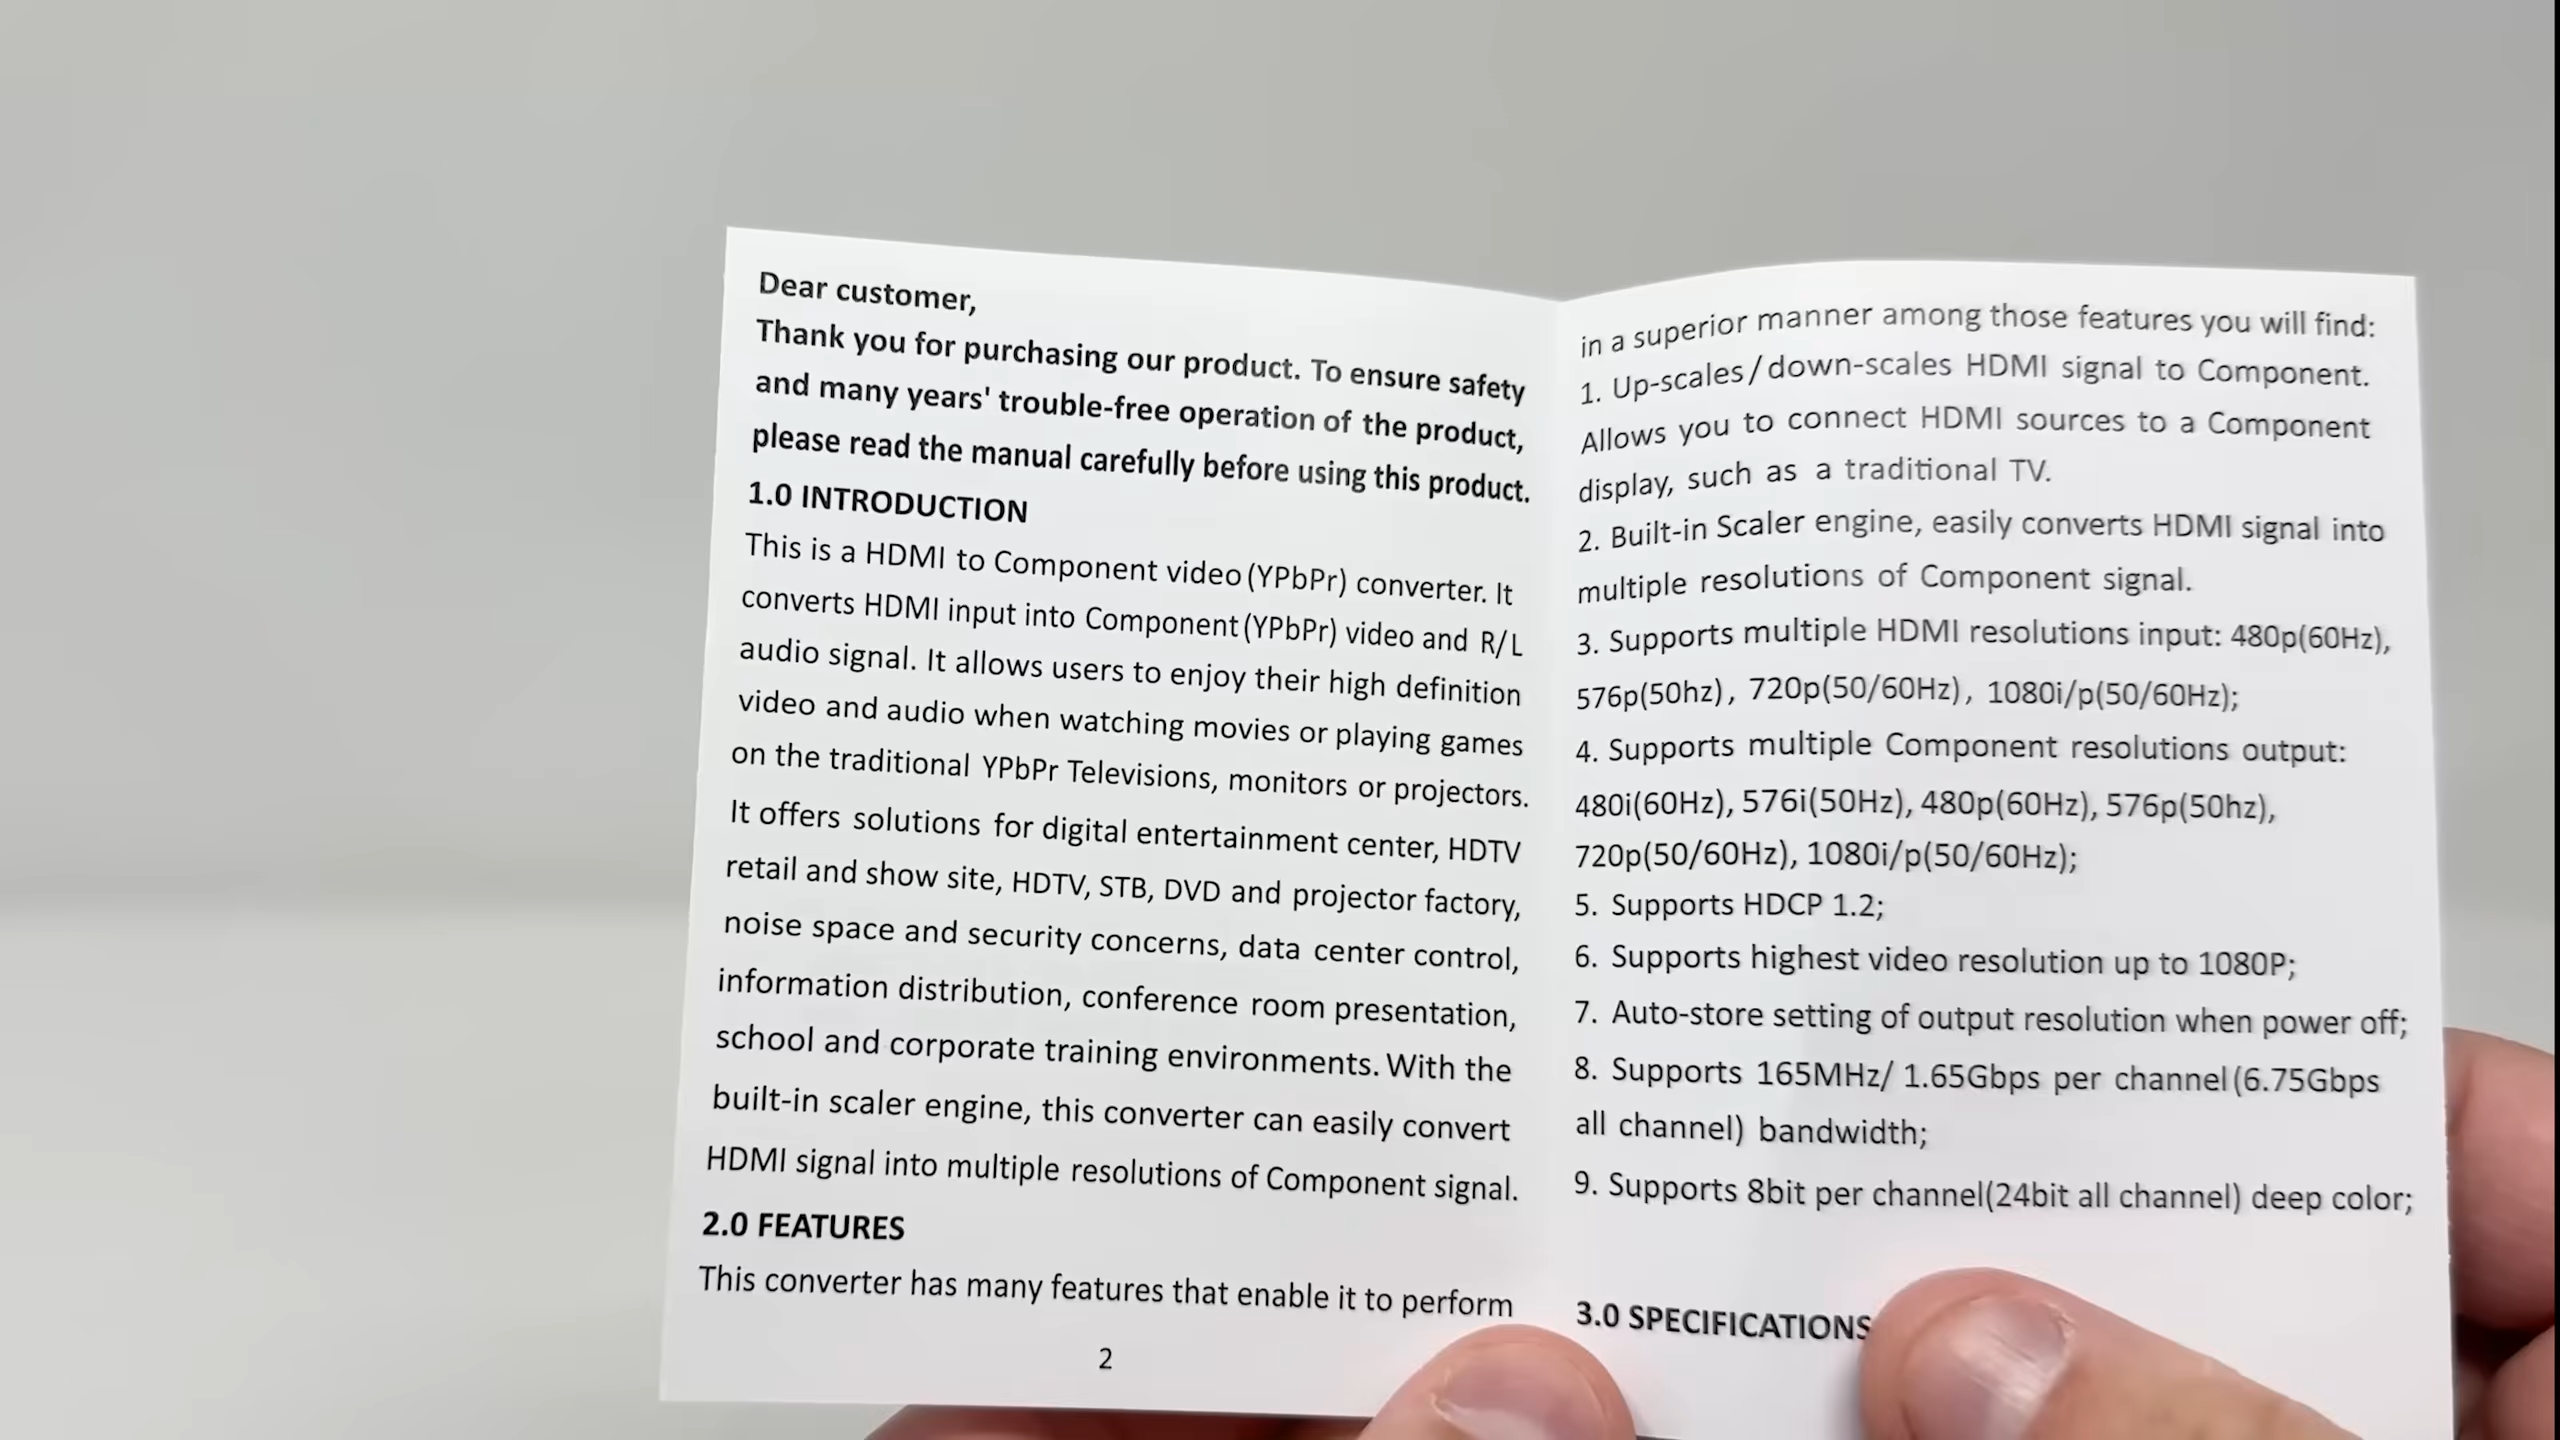 Dear customer,
Thank you for purchasing our product. To ensure safety
and many years' trouble-free operation of the product,
please read the manual carefully before using this product.
1.0 INTRODUCTION
This is a HDMI to Component video(YPbPr) converter. It
converts HDMI input into Component(YPbPr) video and R/L
audio signal. It allows users to enjoy their high definition
video and audio when watching movies or playing games
on the traditional YPbPr Televisions, monitors or projectors.
It offers solutions for digital entertainment center, HDTV
retail and show site, HDTV, STB, DVD and projector factory,
noise space and security concerns, data center control,
information distribution, conference room presentation,
school and corporate training environments. With the
built-in scaler engine, this converter can easily convert
HDMI signal into multiple resolutions of Component signal.
2.0 FEATURES
This converter has many features that enable it to perform
2
in a superior manner among those features you will find:
1. Up-scales/down-scales HDMI signal to Component.
Allows you to connect HDMI sources to a Component
display, such as a traditional TV.
2. Built-in Scaler engine, easily converts HDMI signal into
multiple resolutions of Component signal.
3. Supports multiple HDMI resolutions input: 480p(60Hz),
576p(50hz), 720p(50/60Hz), 1080i/p(50/60Hz);
4. Supports multiple Component resolutions output:
480i(60Hz), 576i(50Hz), 480p(60Hz), 576p(50hz),
720p(50/60Hz), 1080i/p(50/60Hz);
5. Supports HDCP 1.2;
6. Supports highest video resolution up to 1080P;
7. Auto-store setting of output resolution when power off;
8. Supports 165MHz/ 1.65Gbps per channel(6.75Gbps
all channel) bandwidth;
9. Supports 8bit per channel(24bit all channel) deep color;
3.0 SPECIFICATIONS